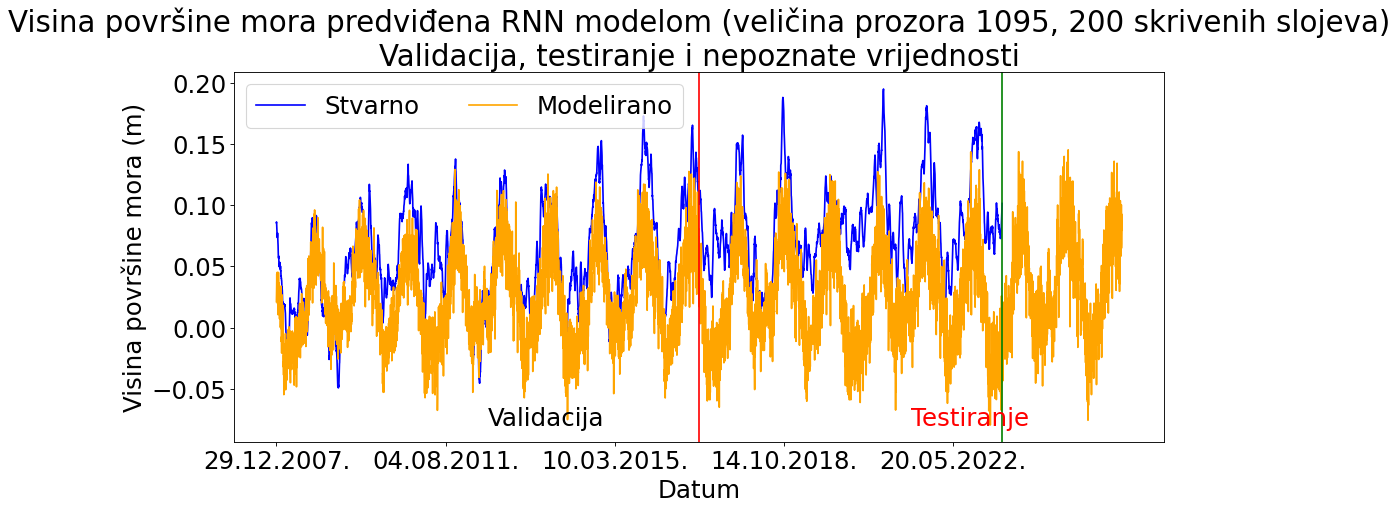 Visina površine mora predviđena RNN modelom (veličina prozora 1095, 200 skrivenih slojeva)
Validacija, testiranje i nepoznate vrijednosti
Stvarno
Modelirano
Visina površine mora (m)
0.20
0.15
0.10
0.05
0.00
−0.05
Validacija
Testiranje
29.12.2007.
04.08.2011.
10.03.2015.
14.10.2018.
20.05.2022.
Datum